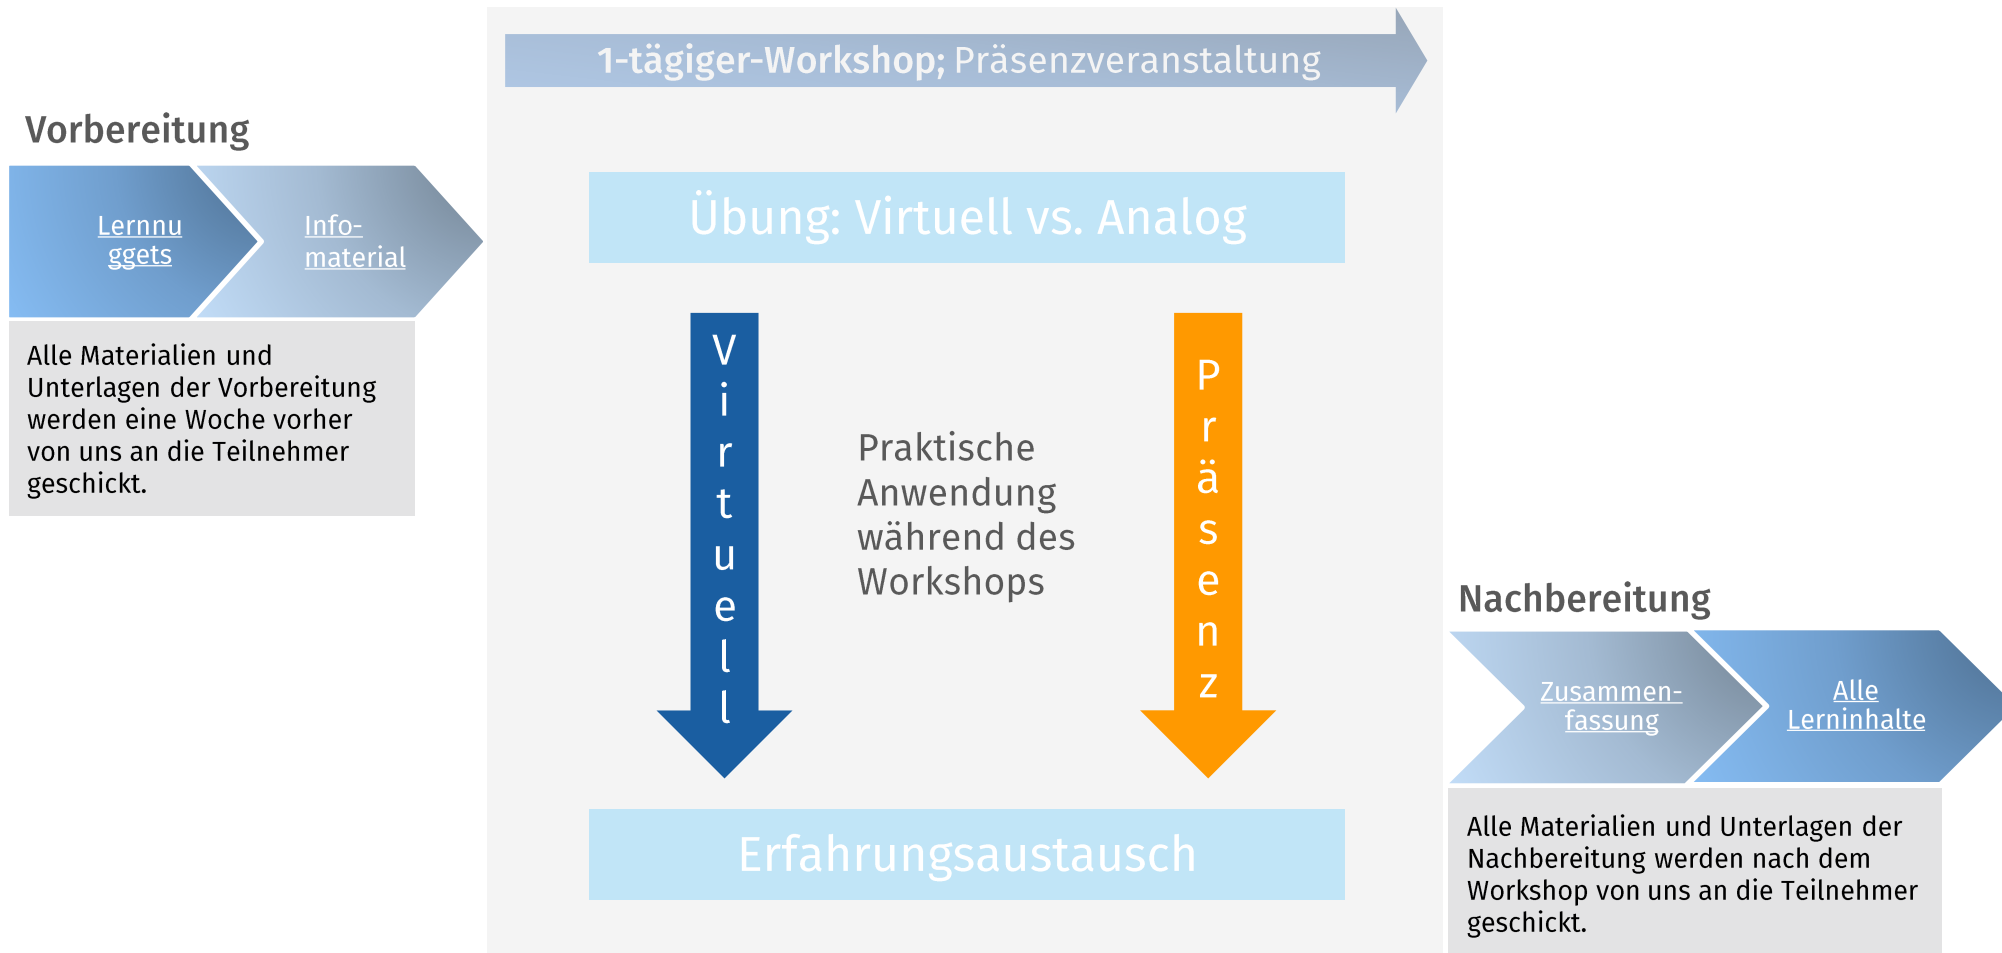 1-tägiger-Workshop; Präsenzveranstaltung
Vorbereitung
Lernnu
ggets
Info-
material
Alle Materialien und
Unterlagen der Vorbereitung
werden eine Woche vorher
von uns an die Teilnehmer
geschickt.
Übung: Virtuell vs. Analog
Virtuell
Praktische
Anwendung
während des
Workshops
Präsenz
Erfahrungsaustausch
Nachbereitung
Zusammen-
fassung
Alle
Lerninhalte
Alle Materialien und Unterlagen der
Nachbereitung werden nach dem
Workshop von uns an die Teilnehmer
geschickt.